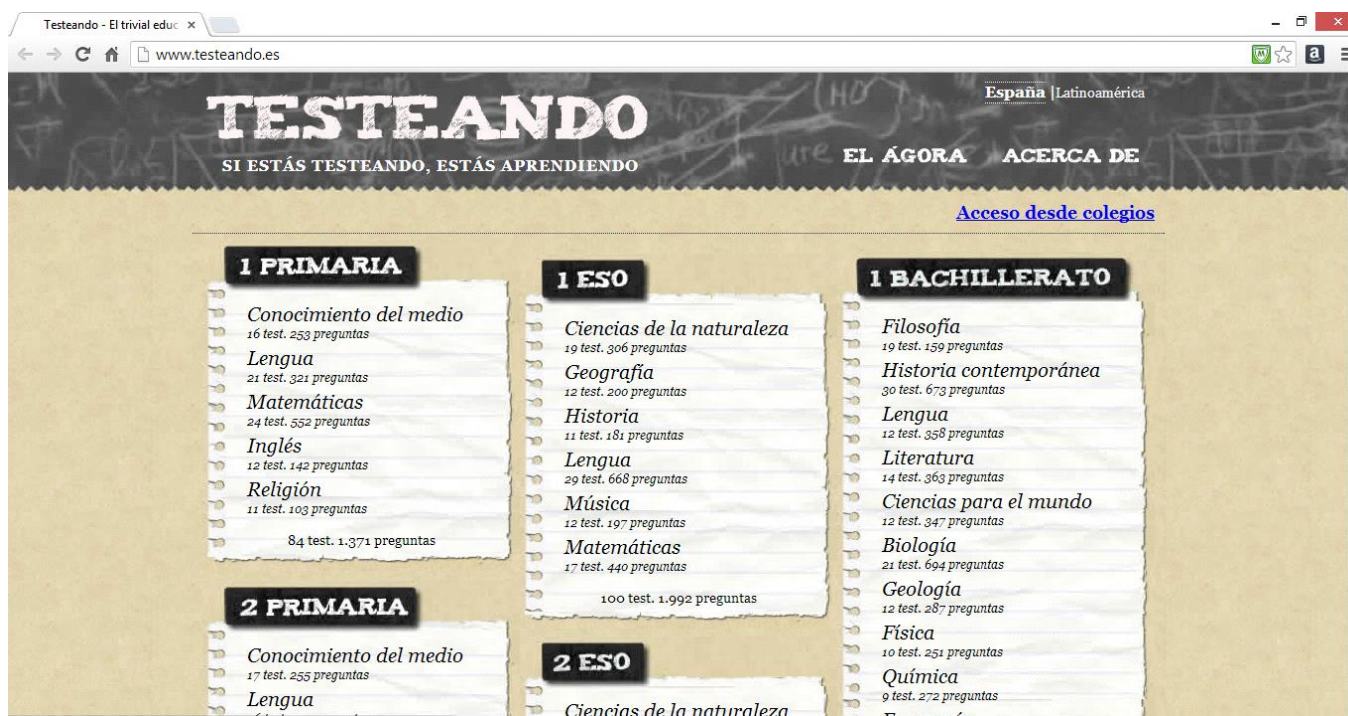 Testeando - El trivial educ
www.testeando.es
España | Latinoamérica
TESTEANDO
SI ESTÁS TESTEANDO, ESTÁS APRENDIENDO
EL ÁGORA ACERCA DE
Acceso desde colegios
1 PRIMARIA
Conocimiento del medio
16 test. 253 preguntas
Lengua
21 test. 321 preguntas
Matemáticas
24 test. 552 preguntas
Inglés
12 test. 142 preguntas
Religión
11 test. 103 preguntas
84 test. 1.371 preguntas
2 PRIMARIA
Conocimiento del medio
17 test. 255 preguntas
Lengua
1 ESO
Ciencias de la naturaleza
19 test. 306 preguntas
Geografía
12 test. 200 preguntas
Historia
11 test. 181 preguntas
Lengua
29 test. 668 preguntas
Música
12 test. 197 preguntas
Matemáticas
17 test. 440 preguntas
100 test. 1.992 preguntas
2 ESO
Ciencias de la naturaleza
1 BACHILLERATO
Filosofía
19 test. 159 preguntas
Historia contemporánea
30 test. 673 preguntas
Lengua
12 test. 358 preguntas
Literatura
14 test. 363 preguntas
Ciencias para el mundo
12 test. 347 preguntas
Biología
21 test. 694 preguntas
Geología
12 test. 287 preguntas
Física
10 test. 251 preguntas
Química
9 test. 272 preguntas